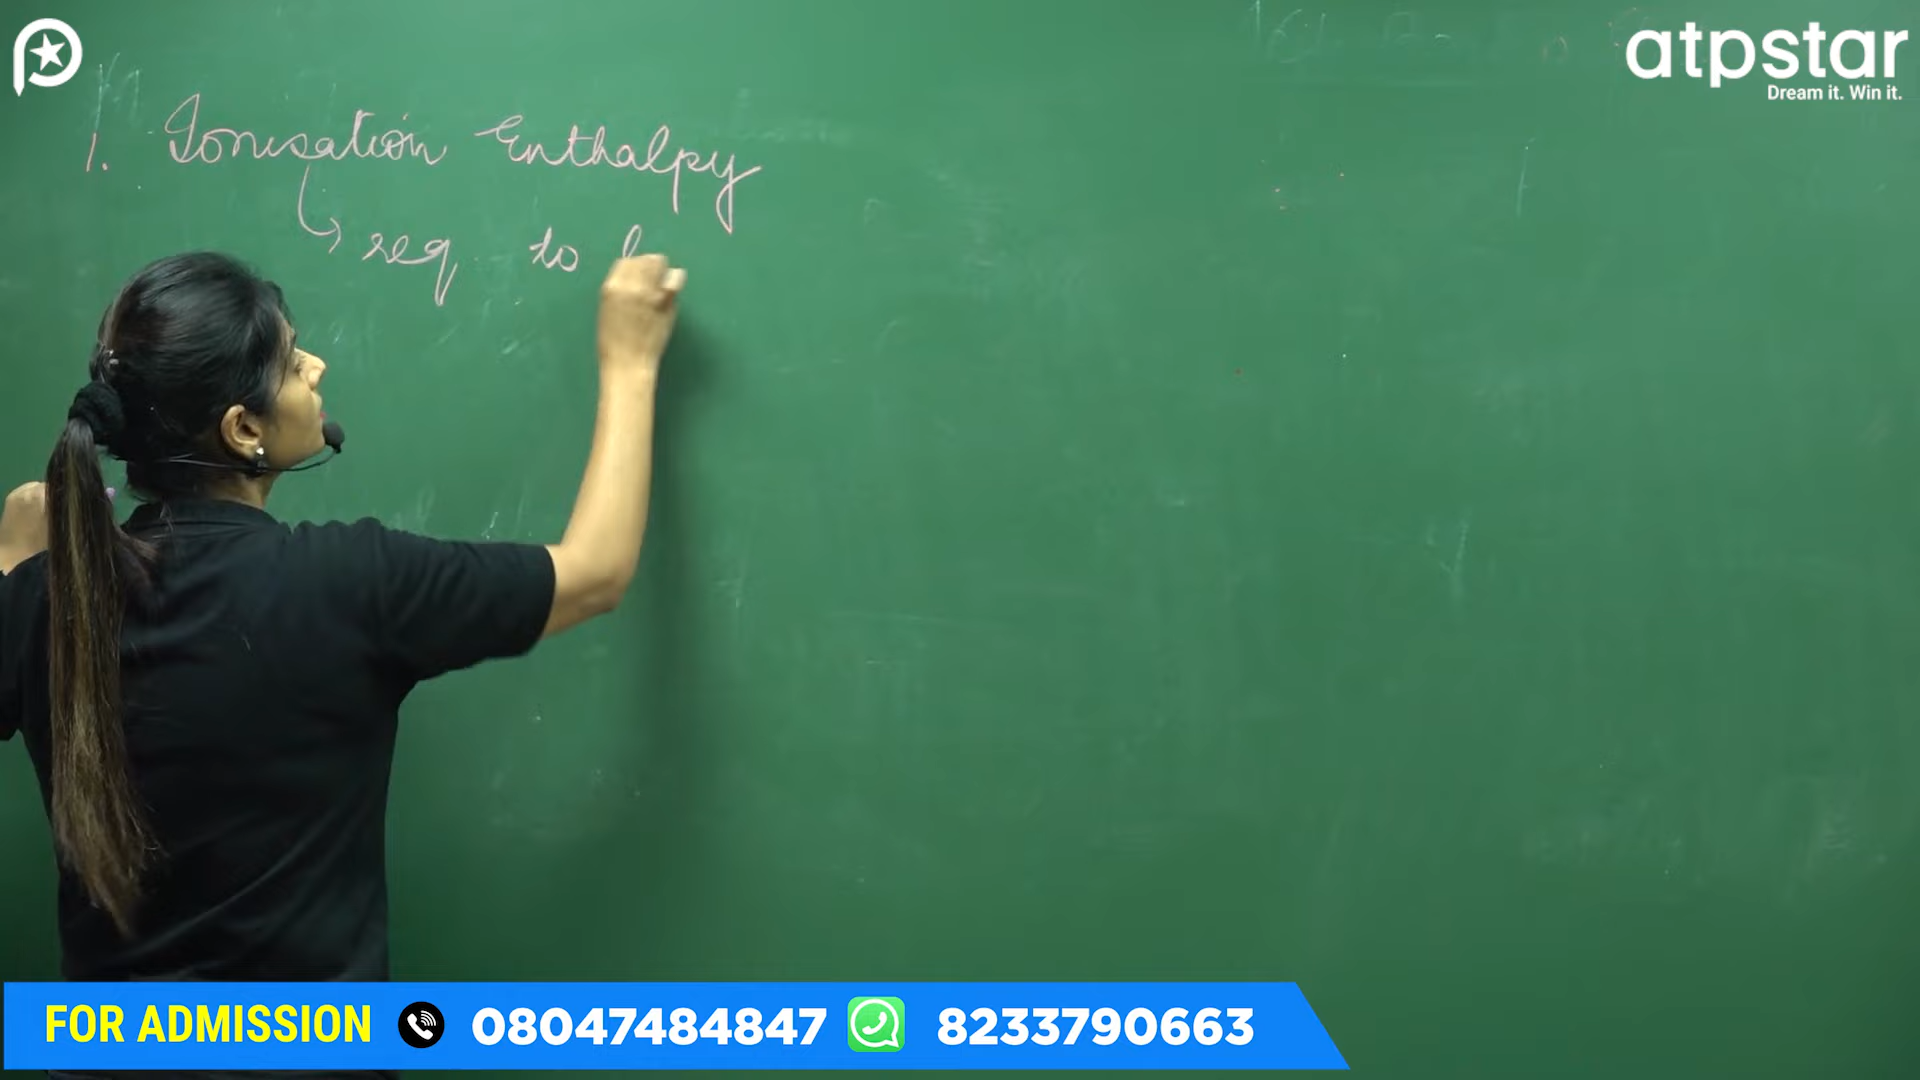 atpstar
Dream it. Win it.
1. Ionisation Enthalpy
req. to
FOR ADMISSION 08047484847 8233790663